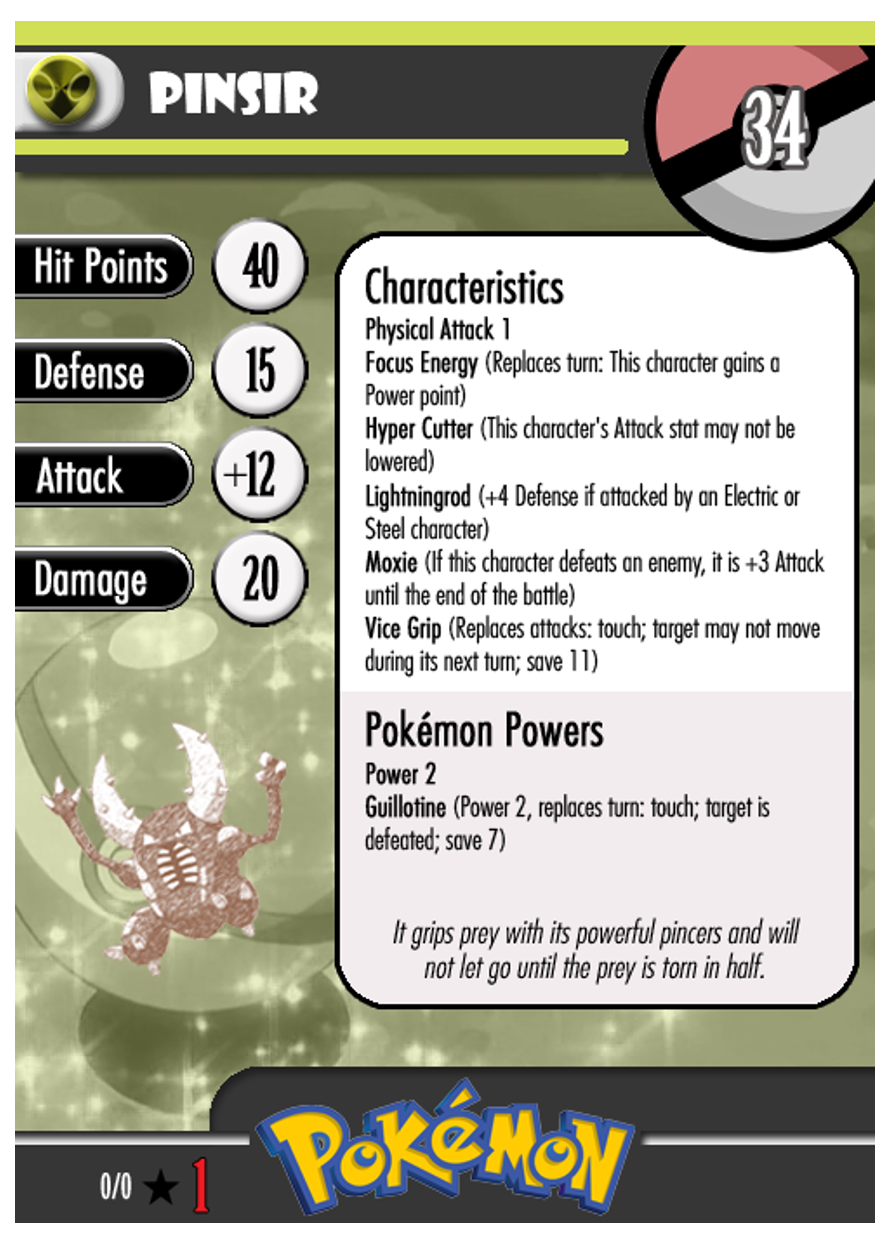 PINSIR
34
Hit Points 40
Defense 15
Attack +12
Damage 20
Characteristics
Physical Attack 1
Focus Energy (Replaces turn: This character gains a
Power point)
Hyper Cutter (This character's Attack stat may not be
lowered)
Lightningrod (+4 Defense if attacked by an Electric or
Steel character)
Moxie (If this character defeats an enemy, it is +3 Attack
until the end of the battle)
Vice Grip (Replaces attacks: touch; target may not move
during its next turn; save 11)
Pokémon Powers
Power 2
Guillotine (Power 2, replaces turn: touch; target is
defeated; save 7)
It grips prey with its powerful pincers and will
not let go until the prey is torn in half.
POKéMON
0/0 ★ 1